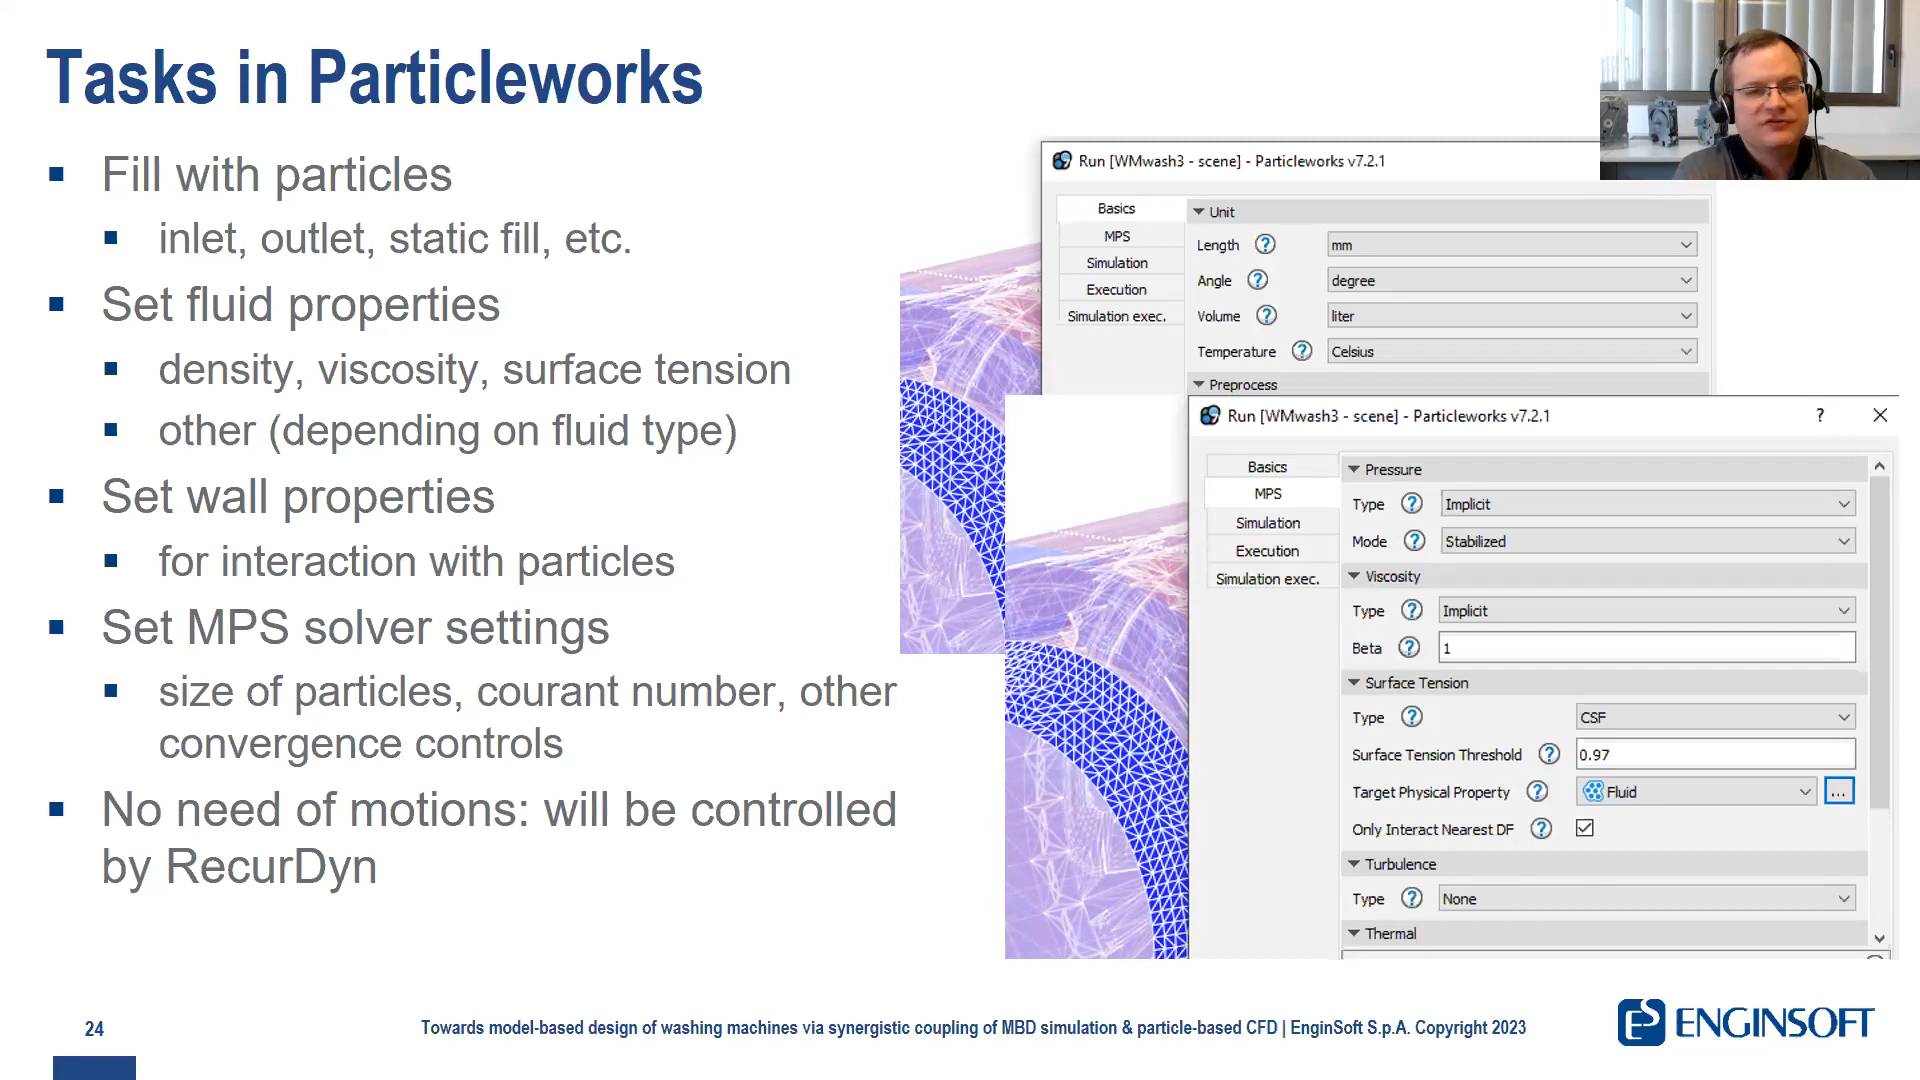 Tasks in Particleworks
Fill with particles
inlet, outlet, static fill, etc.
Set fluid properties
density, viscosity, surface tension
other (depending on fluid type)
Set wall properties
for interaction with particles
Set MPS solver settings
size of particles, courant number, other
convergence controls
No need of motions: will be controlled
by RecurDyn
Run [WMwash3 - scene] - Particleworks v7.2.1
Basics
MPS
Simulation
Execution
Simulation exec.
Unit
Length ? mm
Angle ? degree
Volume ? liter
Temperature ? Celsius
Preprocess
Run [WMwash3 - scene] - Particleworks v7.2.1 ?
Basics
MPS
Simulation
Execution
Simulation exec.
Pressure
Type ? Implicit
Mode ? Stabilized
Viscosity
Type ? Implicit
Beta ? 1
Surface Tension
Type ? CSF
Surface Tension Threshold ? 0.97
Target Physical Property ? Fluid ...
Only Interact Nearest DF ?
Turbulence
Type ? None
Thermal
24
Towards model-based design of washing machines via synergistic coupling of MBD simulation & particle-based CFD | EnginSoft S.p.A. Copyright 2023
ES ENGINSOFT